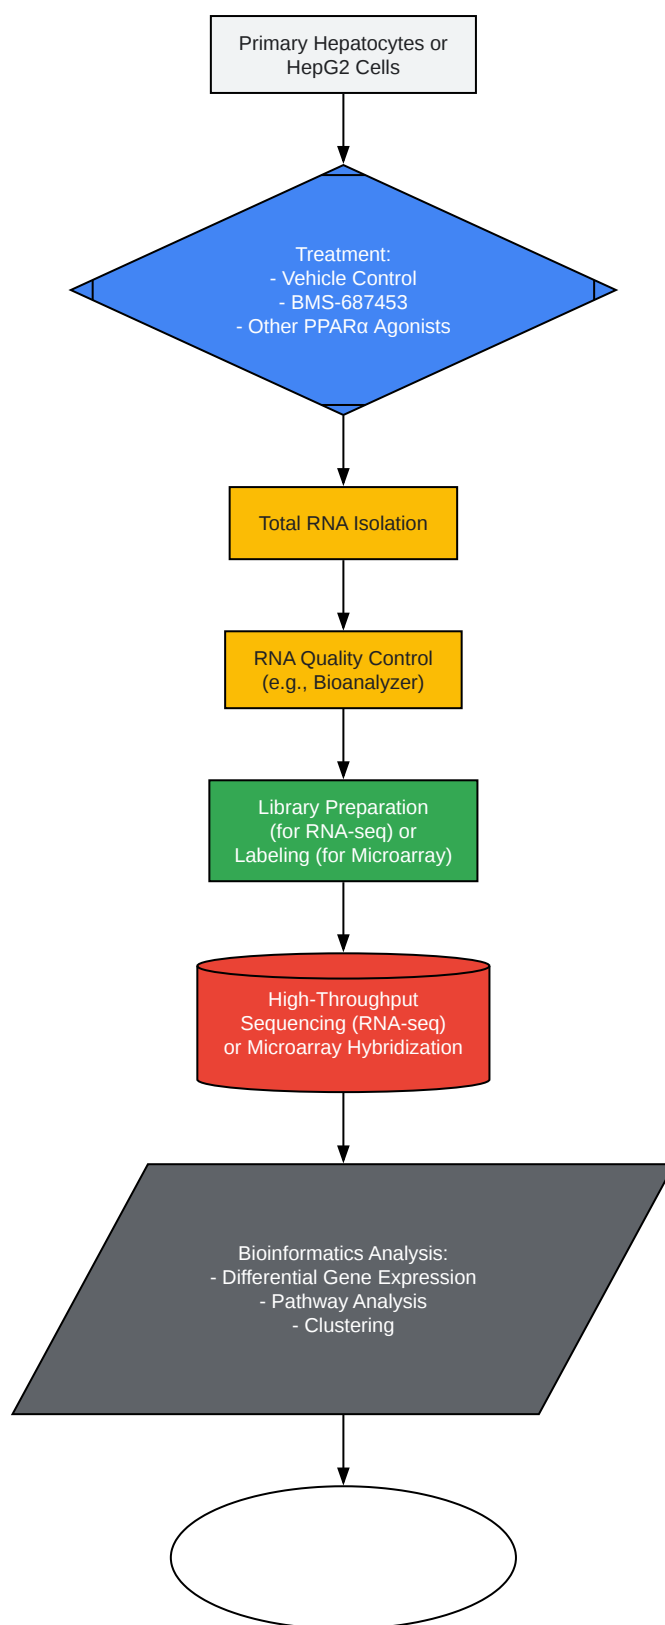 Primary Hepatocytes or
HepG2 Cells
Treatment:
- Vehicle Control
- BMS-687453
- Other PPARα Agonists
Total RNA Isolation
RNA Quality Control
(e.g., Bioanalyzer)
Library Preparation
(for RNA-seq) or
Labeling (for Microarray)
High-Throughput
Sequencing (RNA-seq)
or Microarray Hybridization
Bioinformatics Analysis:
- Differential Gene Expression
- Pathway Analysis
- Clustering